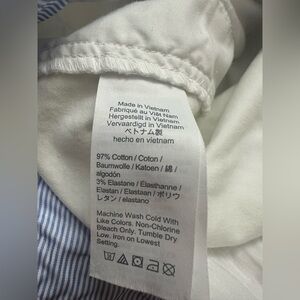 Made in Vietnam
Fabriqué au Viêt Nam
Hergestellt in Vietnam
Vervaardigd in Vietnam
ベトナム製
hecho en vietnam
97% Cotton / Coton /
Baumwolle / Katoen / 綿 /
algodón
3% Elastane / Élasthanne /
Elastan / Elastaan / ポリウ
レタン / elastano
Machine Wash Cold With
Like Colors. Non-Chlorine
Bleach Only. Tumble Dry
Low. Iron on Lowest
Setting.